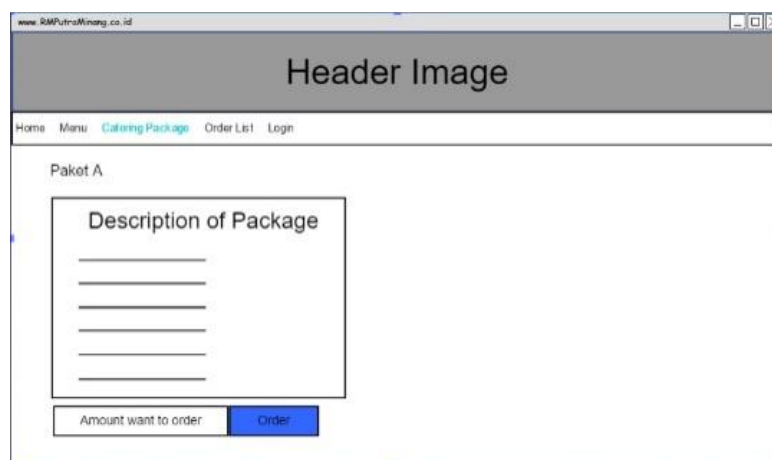 www.RMPutraMinang.co.id
Header Image
Home Menu Catering Package Order List Login
Paket A
Description of Package
Amount want to order Order